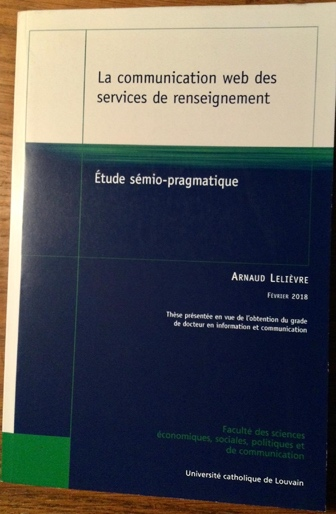 La communication web des
services de renseignement
Étude sémio-pragmatique
Arnaud Lelièvre
Février 2018
Thèse présentée en vue de l'obtention du grade
de docteur en information et communication
Faculté des sciences
économiques, sociales, politiques et
de communication
Université catholique de Louvain